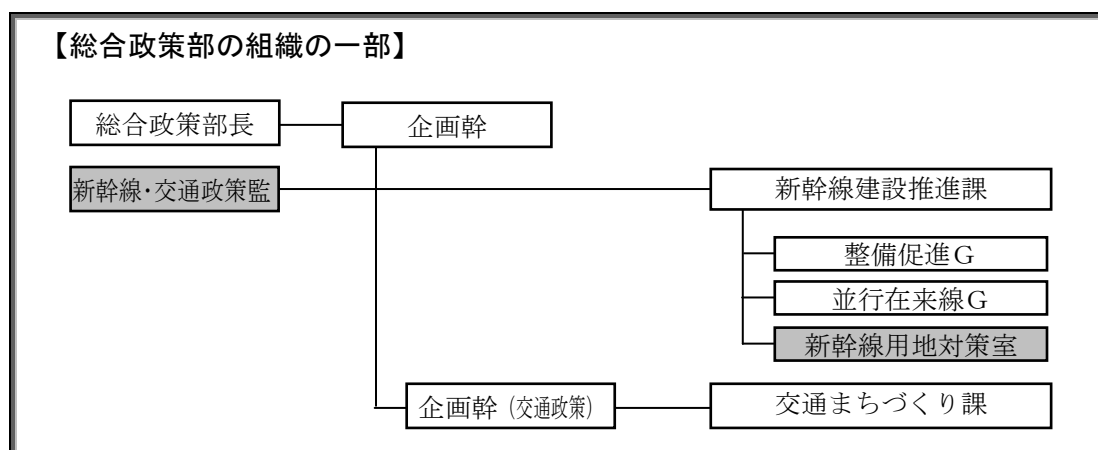 【総合政策部の組織の一部】
総合政策部長
企画幹
新幹線・交通政策監
新幹線建設推進課
整備促進G
並行在来線G
新幹線用地対策室
企画幹（交通政策）
交通まちづくり課